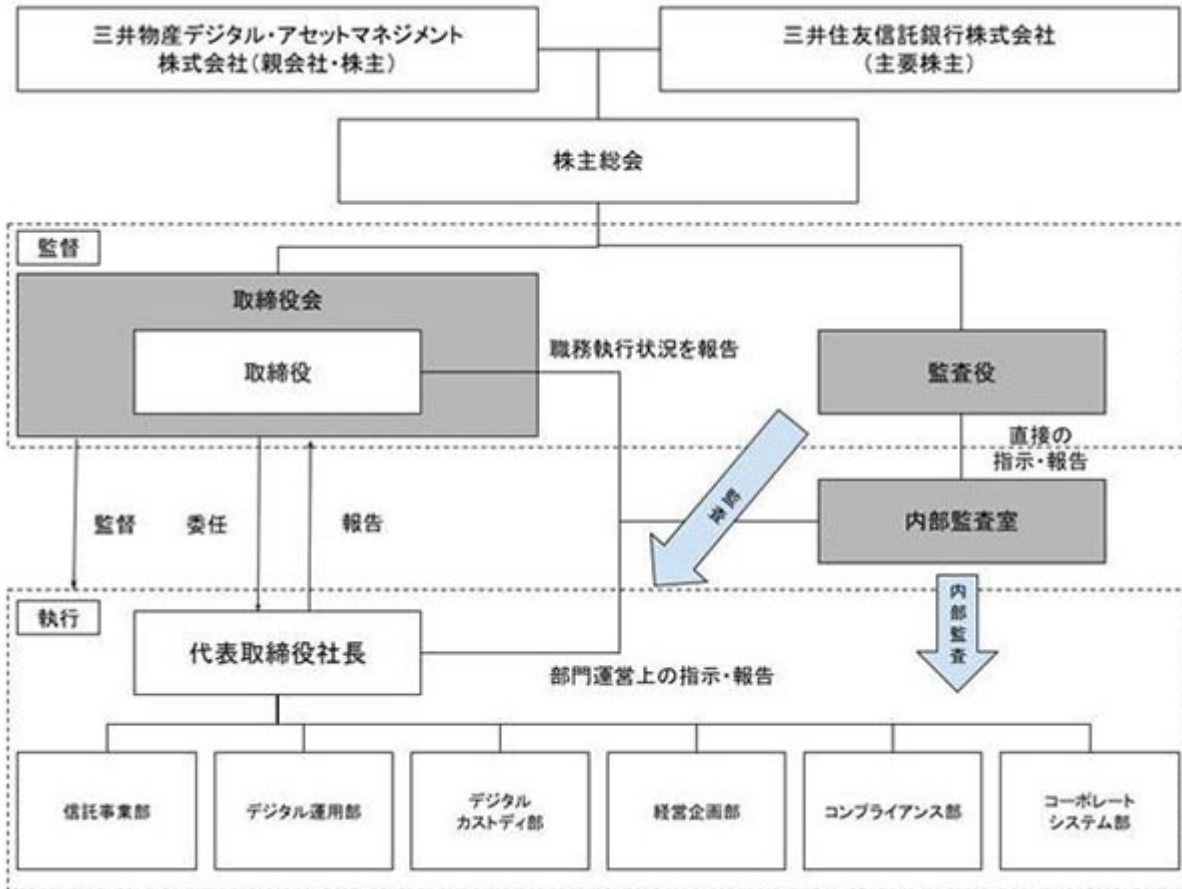 三井物産デジタル・アセットマネジメント
株式会社(親会社・株主)
三井住友信託銀行株式会社
(主要株主)
株主総会
監督
取締役会
取締役
職務執行状況を報告
監査役
直接の
指示・報告
監督
委任
報告
監査
内部監査室
執行
代表取締役社長
内部監査
部門運営上の指示・報告
信託事業部
デジタル運用部
デジタル
カストディ部
経営企画部
コンプライアンス部
コーポレート
システム部